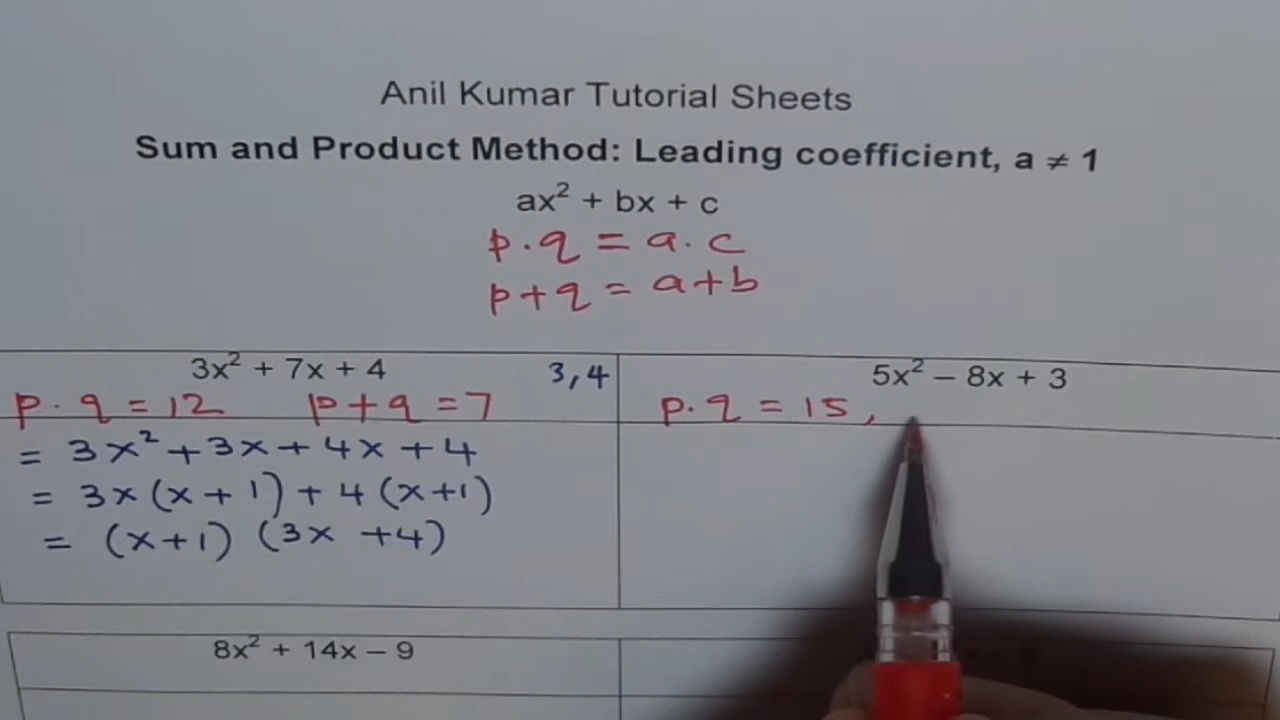 Anil Kumar Tutorial Sheets
Sum and Product Method: Leading coefficient, a ≠ 1
ax² + bx + c
p · q = a · c
p + q = a + b
3x² + 7x + 4
3, 4
p · q = 12 p + q = 7
= 3x² + 3x + 4x + 4
= 3x (x + 1) + 4 (x+1)
= (x+1) (3x + 4)
5x² – 8x + 3
p · q = 15 ,
8x² + 14x – 9